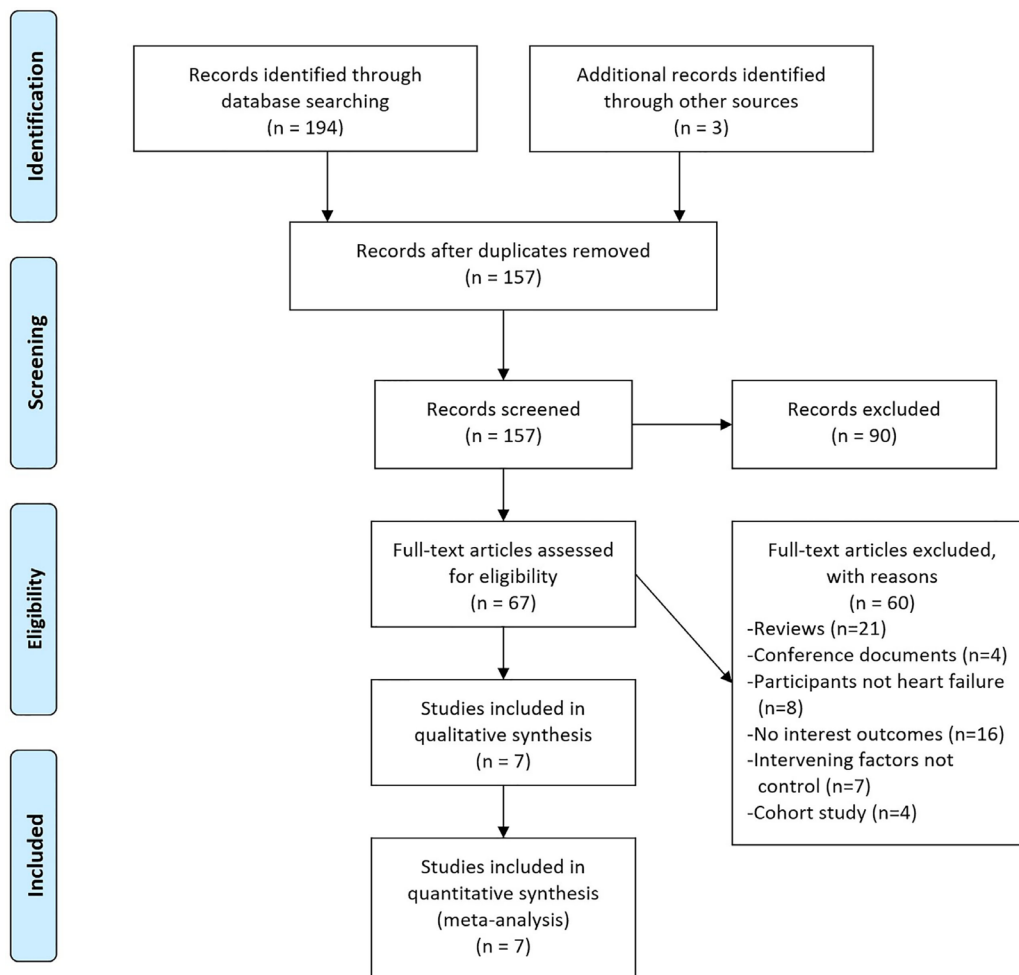 Identification
Records identified through
database searching
(n = 194)
Additional records identified
through other sources
(n = 3)
Screening
Records after duplicates removed
(n = 157)
Records screened
(n = 157)
Records excluded
(n = 90)
Eligibility
Full-text articles assessed
for eligibility
(n = 67)
Full-text articles excluded,
with reasons
(n = 60)
-Reviews (n=21)
-Conference documents (n=4)
-Participants not heart failure
(n=8)
-No interest outcomes (n=16)
-Intervening factors not
control (n=7)
-Cohort study (n=4)
Studies included in
qualitative synthesis
(n = 7)
Included
Studies included in
quantitative synthesis
(meta-analysis)
(n = 7)